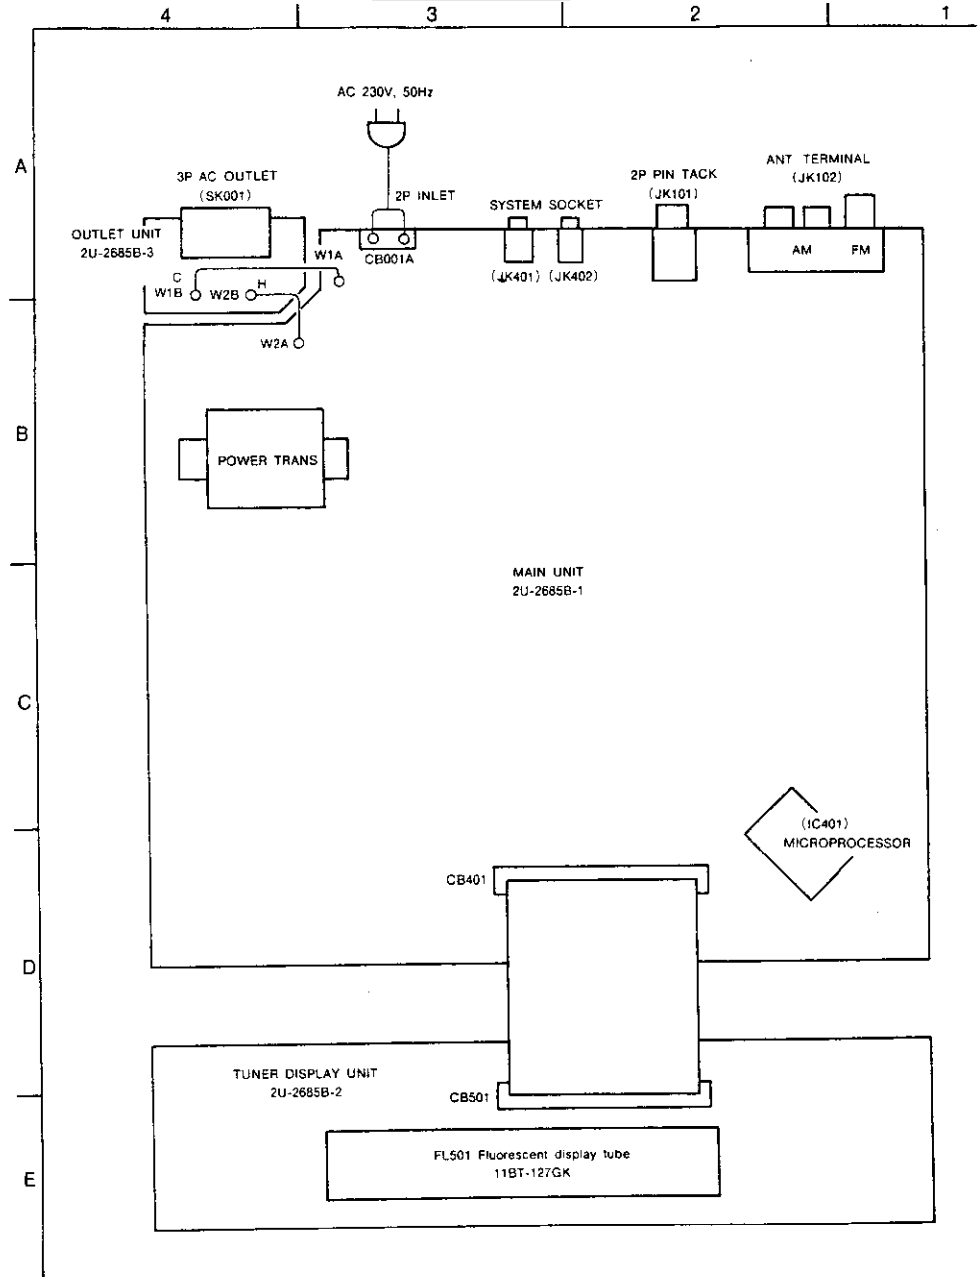 4 3 2 1
AC 230V, 50Hz
A
3P AC OUTLET
(SK001)
2P INLET
SYSTEM SOCKET
2P PIN TACK
(JK101)
ANT TERMINAL
(JK102)
OUTLET UNIT
2U-2685B-3
W1A
CB001A
(JK401) (JK402)
AM FM
C
W1B
W2B
H
W2A
B
POWER TRANS
MAIN UNIT
2U-2685B-1
C
(IC401)
MICROPROCESSOR
CB401
D
TUNER DISPLAY UNIT
2U-2685B-2
CB501
E
FL501 Fluorescent display tube
11BT-127GK